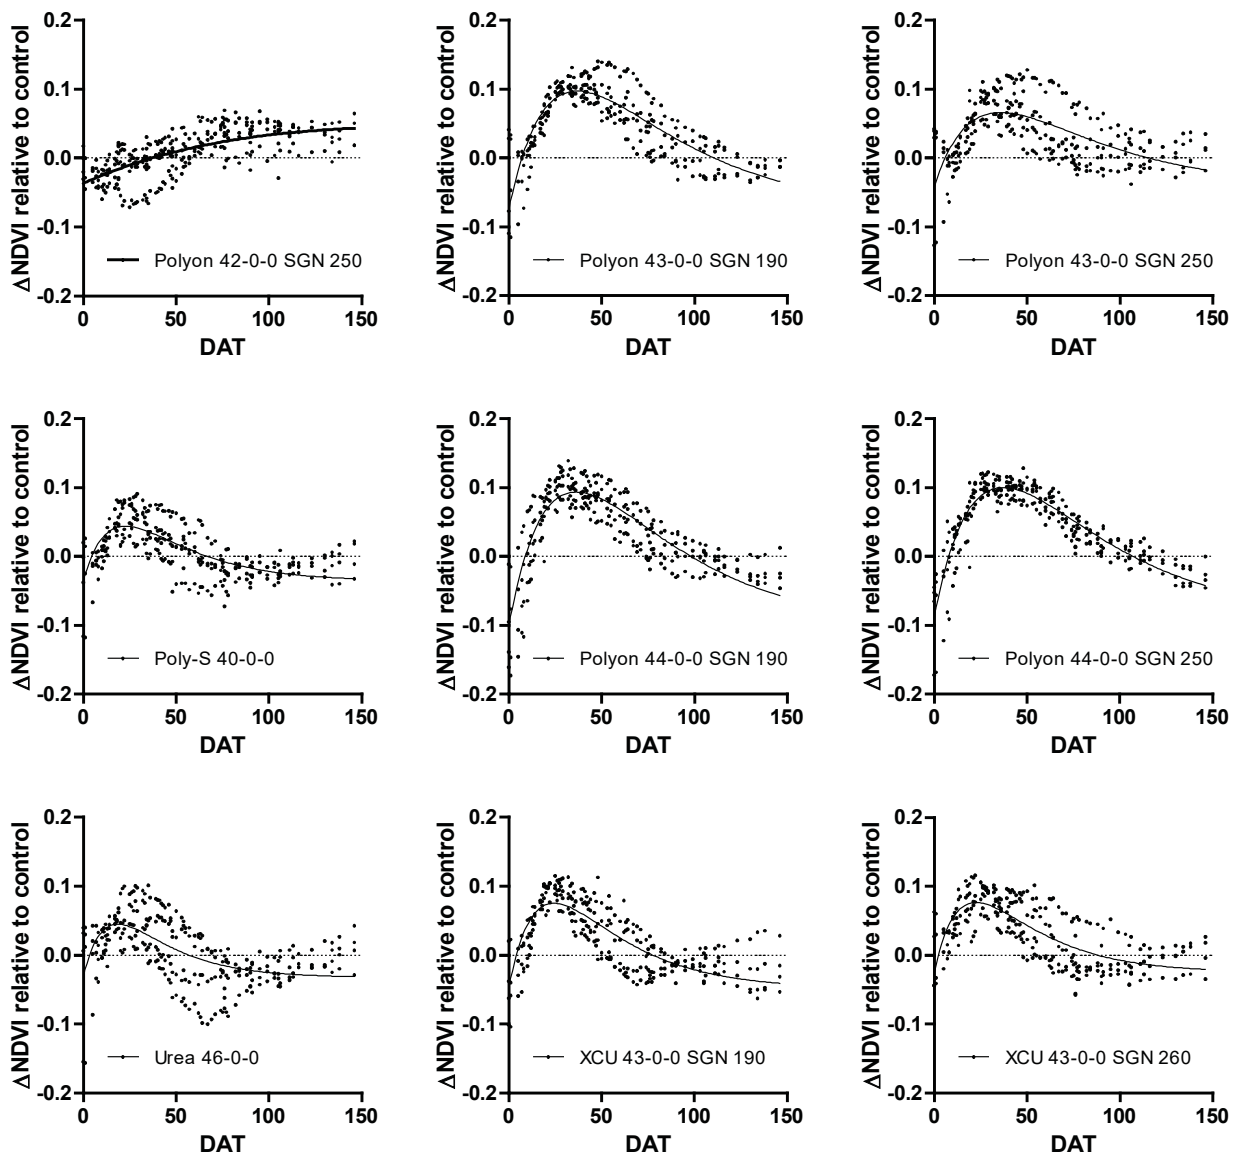 0.2
0.1
0.0
-0.1
-0.2
ΔNDVI relative to control
Polyon 42-0-0 SGN 250
0 50 100 150
DAT
0.2
0.1
0.0
-0.1
-0.2
ΔNDVI relative to control
Polyon 43-0-0 SGN 190
0 50 100 150
DAT
0.2
0.1
0.0
-0.1
-0.2
ΔNDVI relative to control
Polyon 43-0-0 SGN 250
0 50 100 150
DAT
0.2
0.1
0.0
-0.1
-0.2
ΔNDVI relative to control
Poly-S 40-0-0
0 50 100 150
DAT
0.2
0.1
0.0
-0.1
-0.2
ΔNDVI relative to control
Polyon 44-0-0 SGN 190
0 50 100 150
DAT
0.2
0.1
0.0
-0.1
-0.2
ΔNDVI relative to control
Polyon 44-0-0 SGN 250
0 50 100 150
DAT
0.2
0.1
0.0
-0.1
-0.2
ΔNDVI relative to control
Urea 46-0-0
0 50 100 150
DAT
0.2
0.1
0.0
-0.1
-0.2
ΔNDVI relative to control
XCU 43-0-0 SGN 190
0 50 100 150
DAT
0.2
0.1
0.0
-0.1
-0.2
ΔNDVI relative to control
XCU 43-0-0 SGN 260
0 50 100 150
DAT